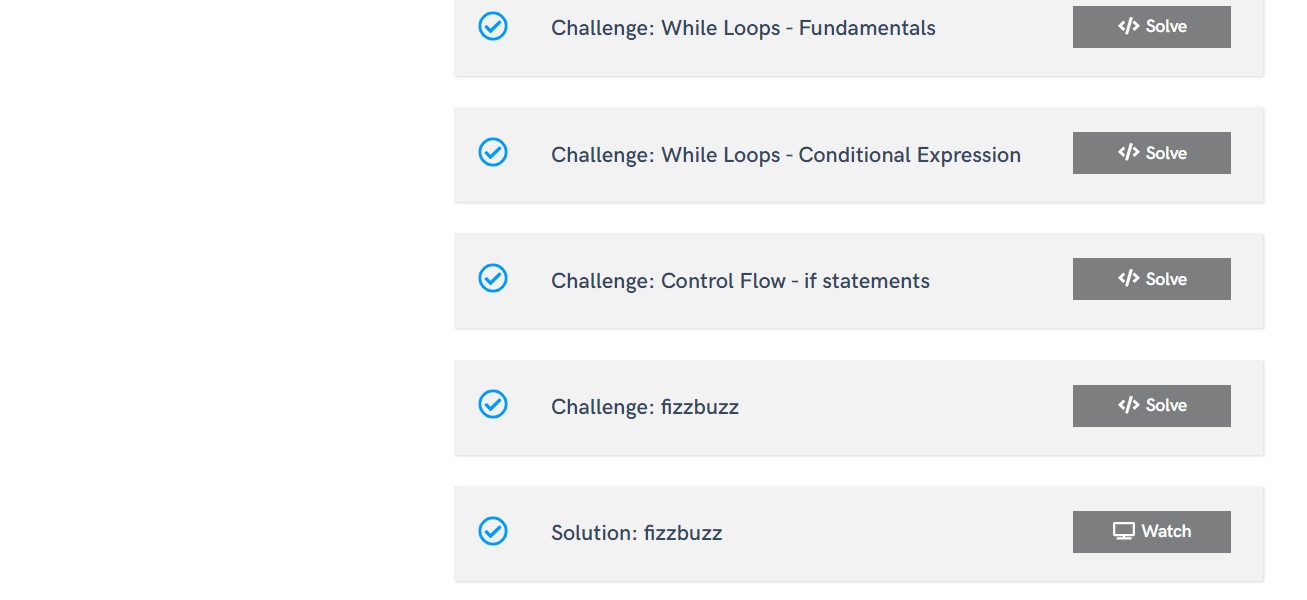 Challenge: While Loops - Fundamentals
</> Solve
Challenge: While Loops - Conditional Expression
</> Solve
Challenge: Control Flow - if statements
</> Solve
Challenge: fizzbuzz
</> Solve
Solution: fizzbuzz
Watch